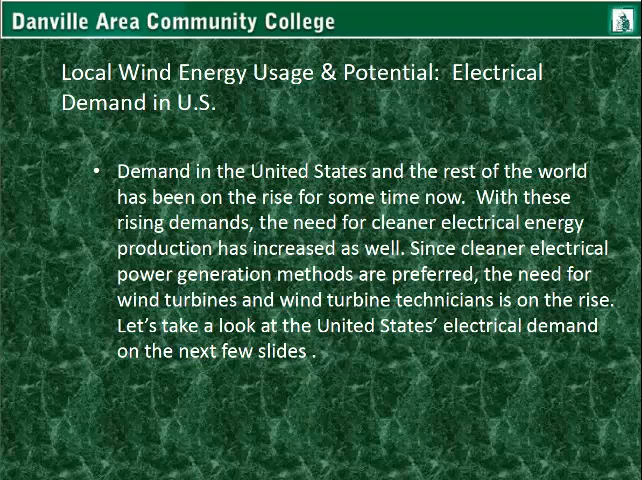 Danville Area Community College
Local Wind Energy Usage & Potential:  Electrical
Demand in U.S.
• Demand in the United States and the rest of the world
has been on the rise for some time now.  With these
rising demands, the need for cleaner electrical energy
production has increased as well. Since cleaner electrical
power generation methods are preferred, the need for
wind turbines and wind turbine technicians is on the rise.
Let’s take a look at the United States’ electrical demand
on the next few slides .